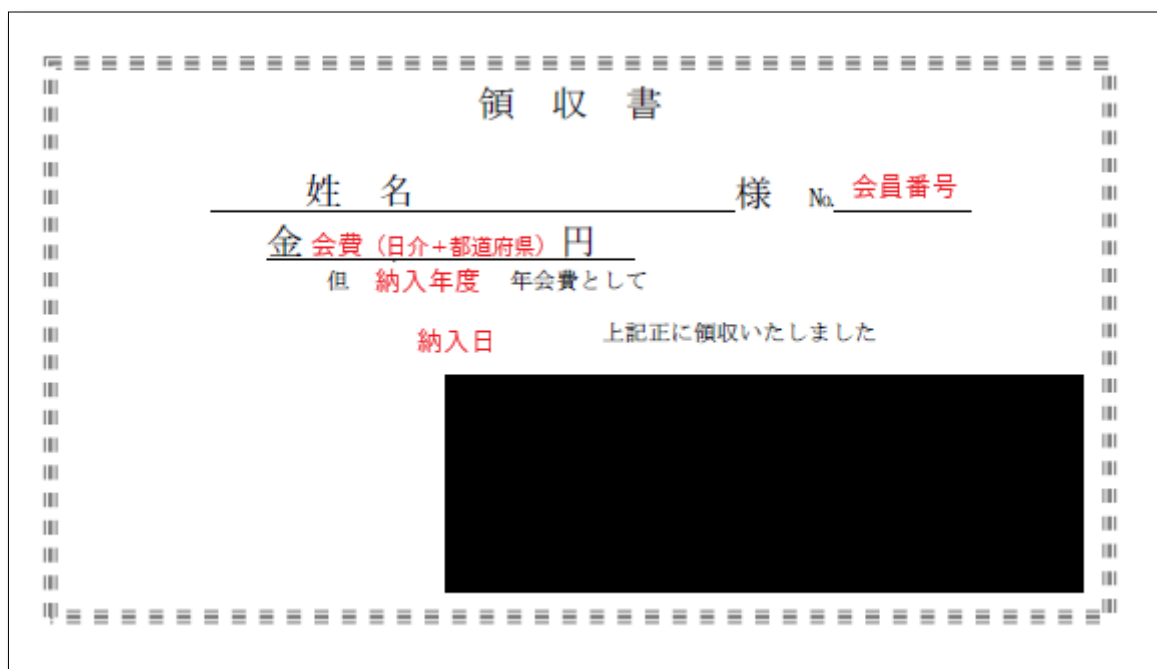 領 収 書
姓 名 様 № 会員番号
金 会費（日介＋都道府県） 円
但 納入年度 年会費として
納入日 上記正に領収いたしました